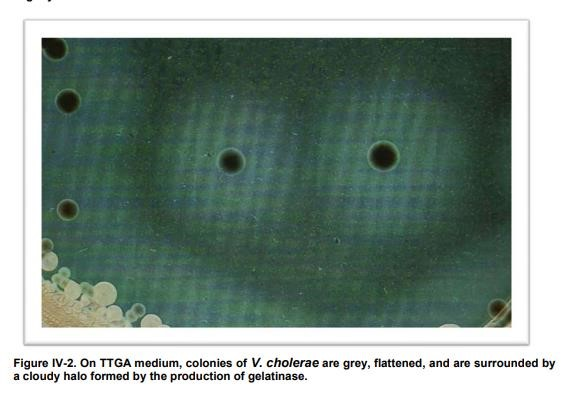 Figure IV-2. On TTGA medium, colonies of V. cholerae are grey, flattened, and are surrounded by
a cloudy halo formed by the production of gelatinase.